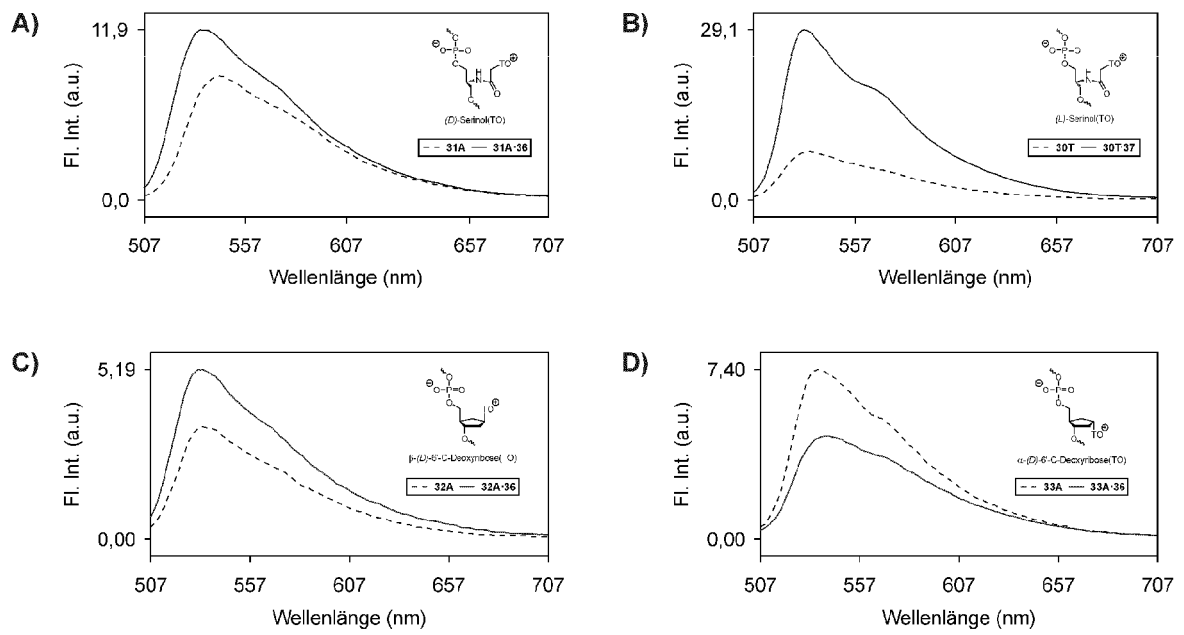 A)
11,9
0,0
Fl. Int. (a.u.)
(D)-Serinol(TO)
31A 31A·36
507 557 607 657 707
Wellenlänge (nm)
B)
29,1
0,0
Fl. Int. (a.u.)
(L)-Serinol(TO)
30T 30T·37
507 557 607 657 707
Wellenlänge (nm)
C)
5,19
0,00
Fl. Int. (a.u.)
β-(D)-6'-C-Deoxyribose( O)
32A 32A·36
507 557 607 657 707
Wellenlänge (nm)
D)
7,40
0,00
Fl. Int. (a.u.)
α-(D)-6'-C-Deoxyribose(TO)
33A 33A·36
507 557 607 657 707
Wellenlänge (nm)